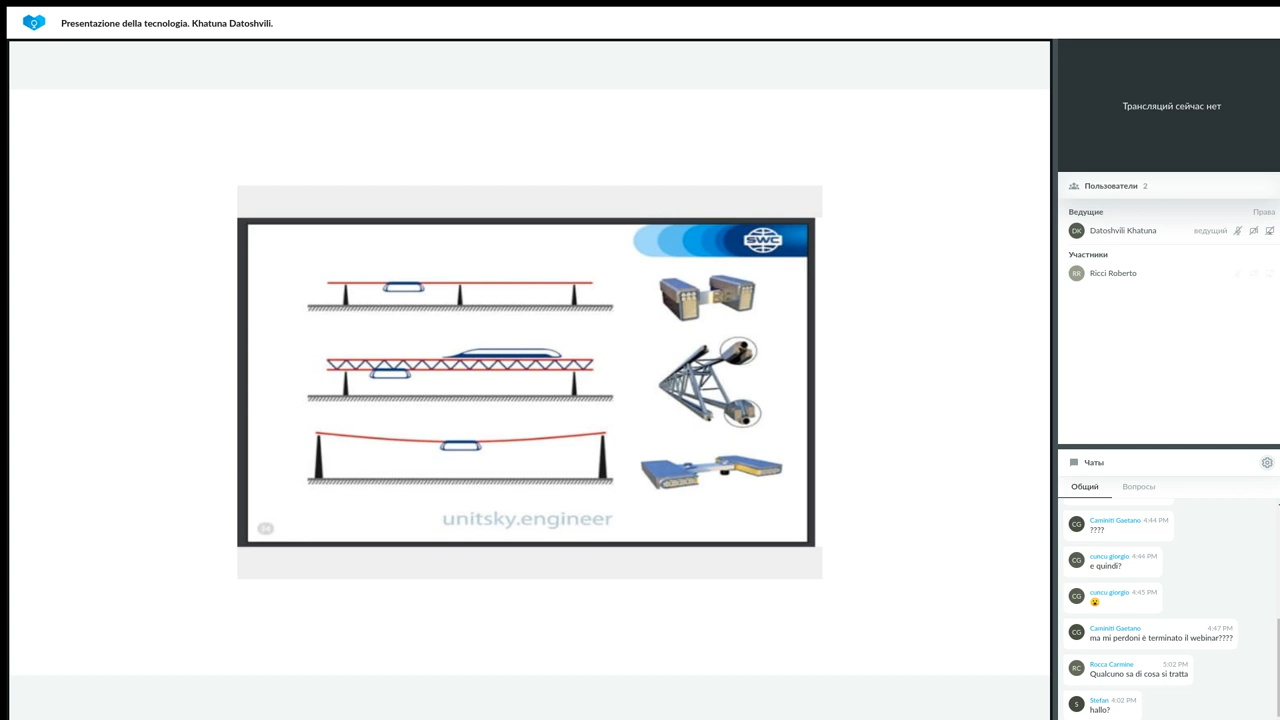 Presentazione della tecnologia. Khatuna Datoshvili.
Трансляций сейчас нет
Пользователи 2
Ведущие Права
DK Datoshvili Khatuna ведущий
Участники
RR Ricci Roberto
SWC
unitsky.engineer
Чаты
Общий Вопросы
CG Caminiti Gaetano 4:44 PM
????
CG cuncu giorgio 4:44 PM
e quindi?
CG cuncu giorgio 4:45 PM
😮
CG Caminiti Gaetano 4:47 PM
ma mi perdoni è terminato il webinar????
RC Rocca Carmine 5:02 PM
Qualcuno sa di cosa si tratta
S Stefan 4:02 PM
hallo?